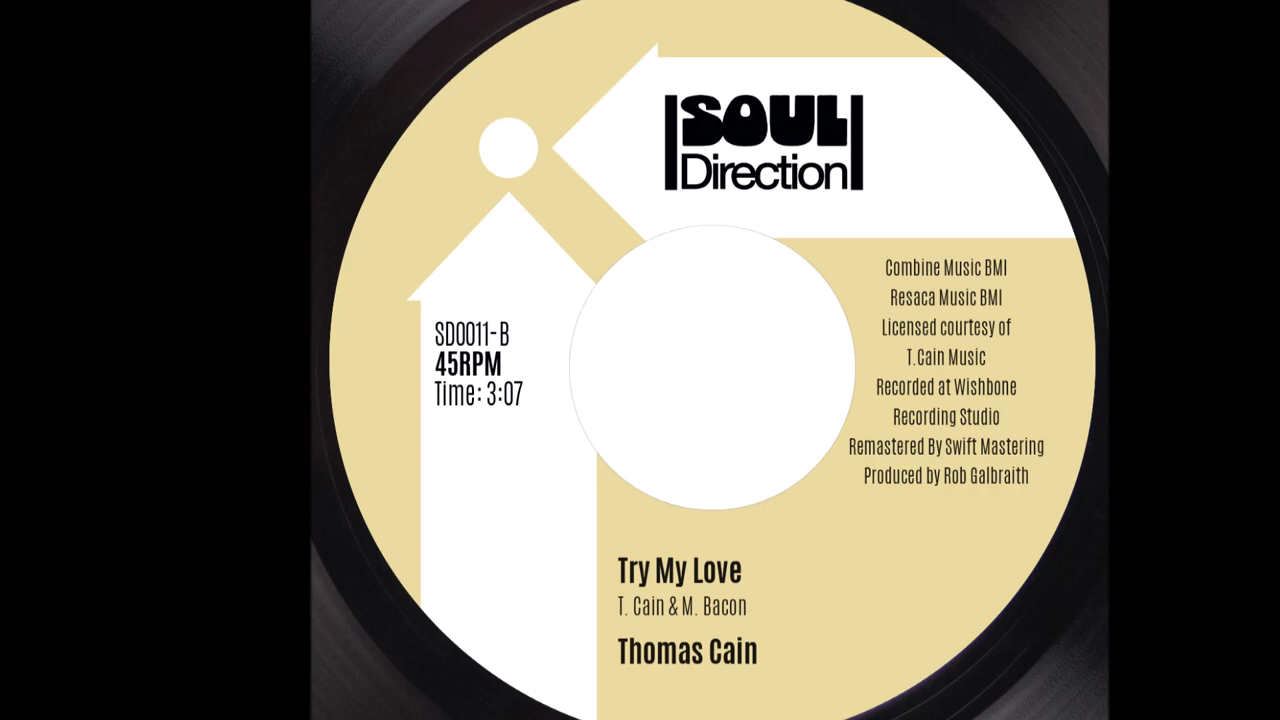 SOUL
Direction
Combine Music BMI
Resaca Music BMI
Licensed courtesy of
T.Cain Music
Recorded at Wishbone
Recording Studio
Remastered By Swift Mastering
Produced by Rob Galbraith
SD0011-B
45RPM
Time: 3:07
Try My Love
T. Cain & M. Bacon
Thomas Cain